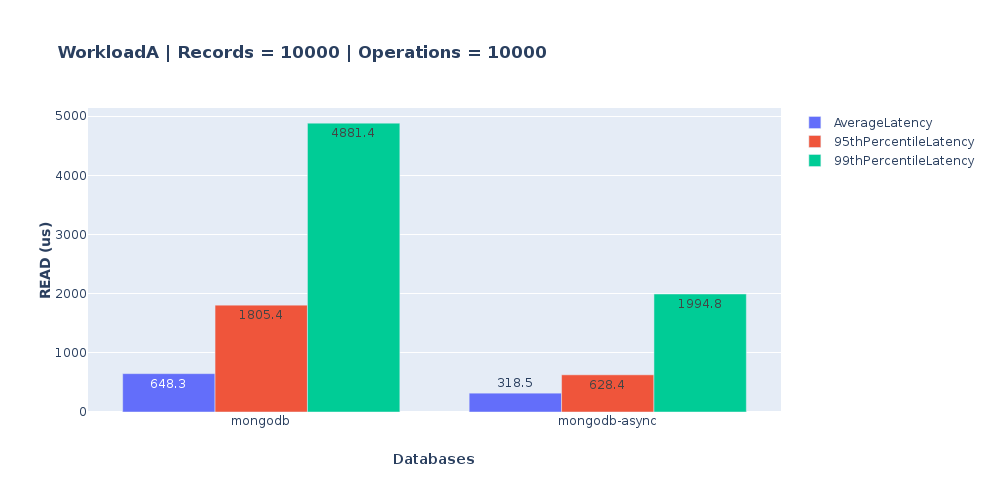 WorkloadA | Records = 10000 | Operations = 10000
READ (us)
5000
4000
3000
2000
1000
0
648.3
1805.4
4881.4
318.5
628.4
1994.8
mongodb
mongodb-async
Databases
AverageLatency
95thPercentileLatency
99thPercentileLatency